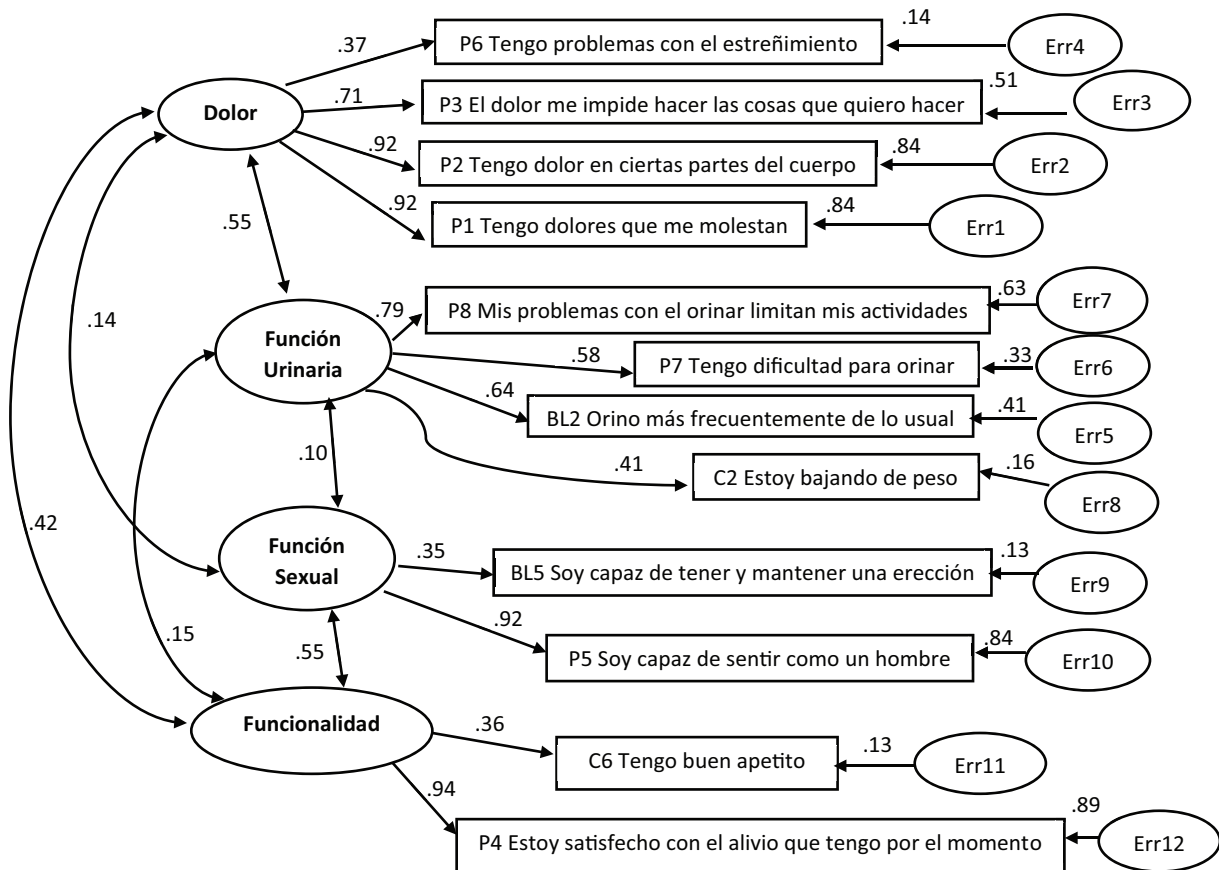 .14
.37
P6 Tengo problemas con el estreñimiento
Err4
.51
.71
P3 El dolor me impide hacer las cosas que quiero hacer
Err3
Dolor
.92
P2 Tengo dolor en ciertas partes del cuerpo
.84
Err2
.92
P1 Tengo dolores que me molestan
.84
Err1
.55
.14
Función
Urinaria
.79
P8 Mis problemas con el orinar limitan mis actividades
.63
Err7
.58
P7 Tengo dificultad para orinar
.33
Err6
.64
BL2 Orino más frecuentemente de lo usual
.41
Err5
.10
.41
C2 Estoy bajando de peso
.16
Err8
.42
Función
Sexual
.35
BL5 Soy capaz de tener y mantener una erección
.13
Err9
.15
.55
.92
P5 Soy capaz de sentir como un hombre
.84
Err10
Funcionalidad
.36
C6 Tengo buen apetito
.13
Err11
.94
P4 Estoy satisfecho con el alivio que tengo por el momento
.89
Err12